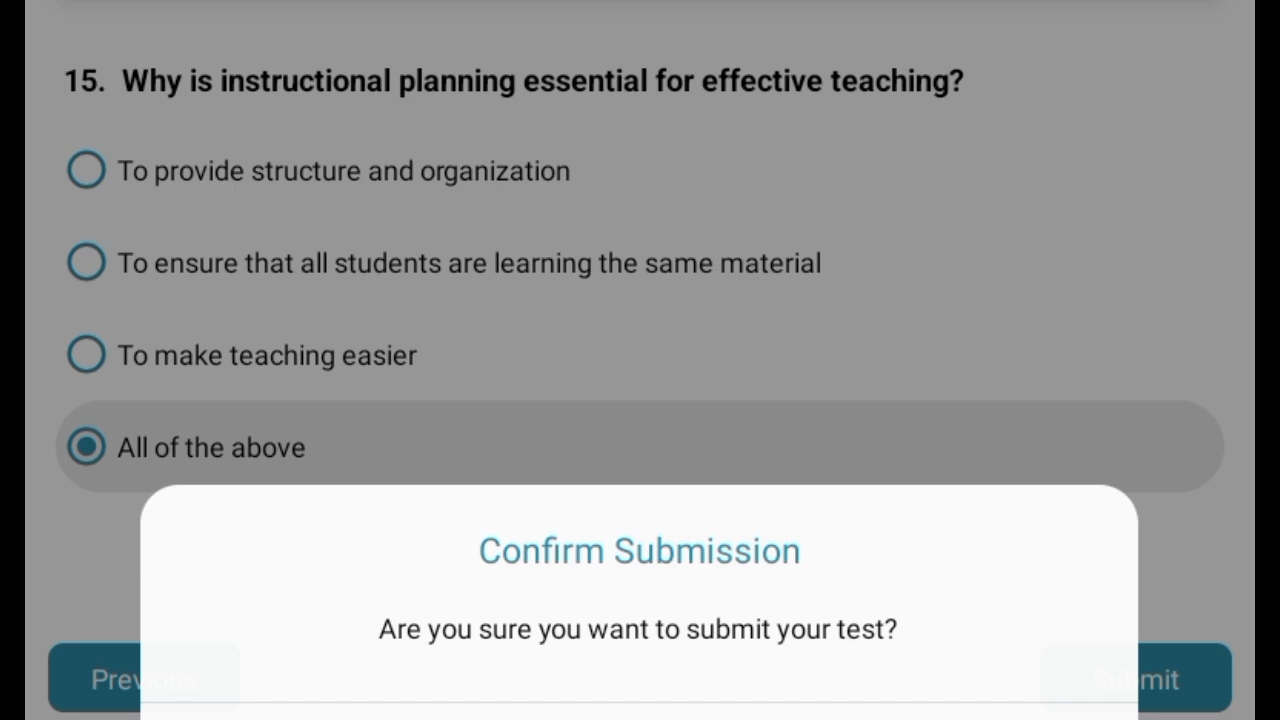 15. Why is instructional planning essential for effective teaching?
To provide structure and organization
To ensure that all students are learning the same material
To make teaching easier
All of the above
Confirm Submission
Are you sure you want to submit your test?
Previous
Submit